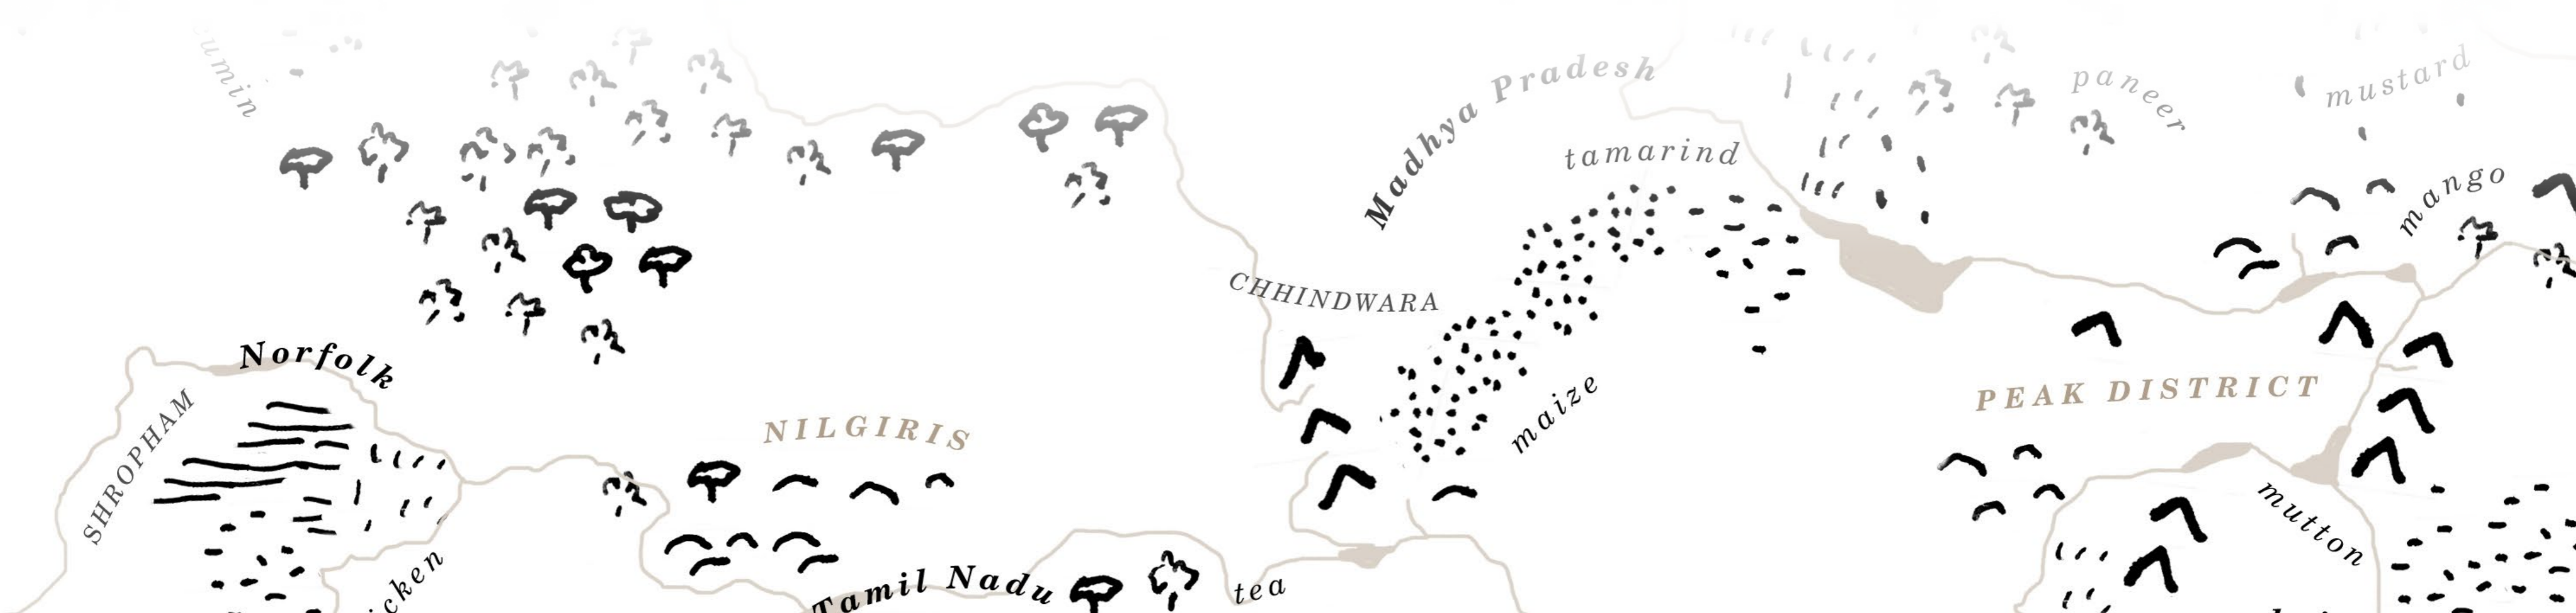 Madhya Pradesh
paneer
mustard
tamarind
mango
CHHINDWARA
Norfolk
SHROPHAM
maize
PEAK DISTRICT
NILGIRIS
mutton
Tamil Nadu
tea